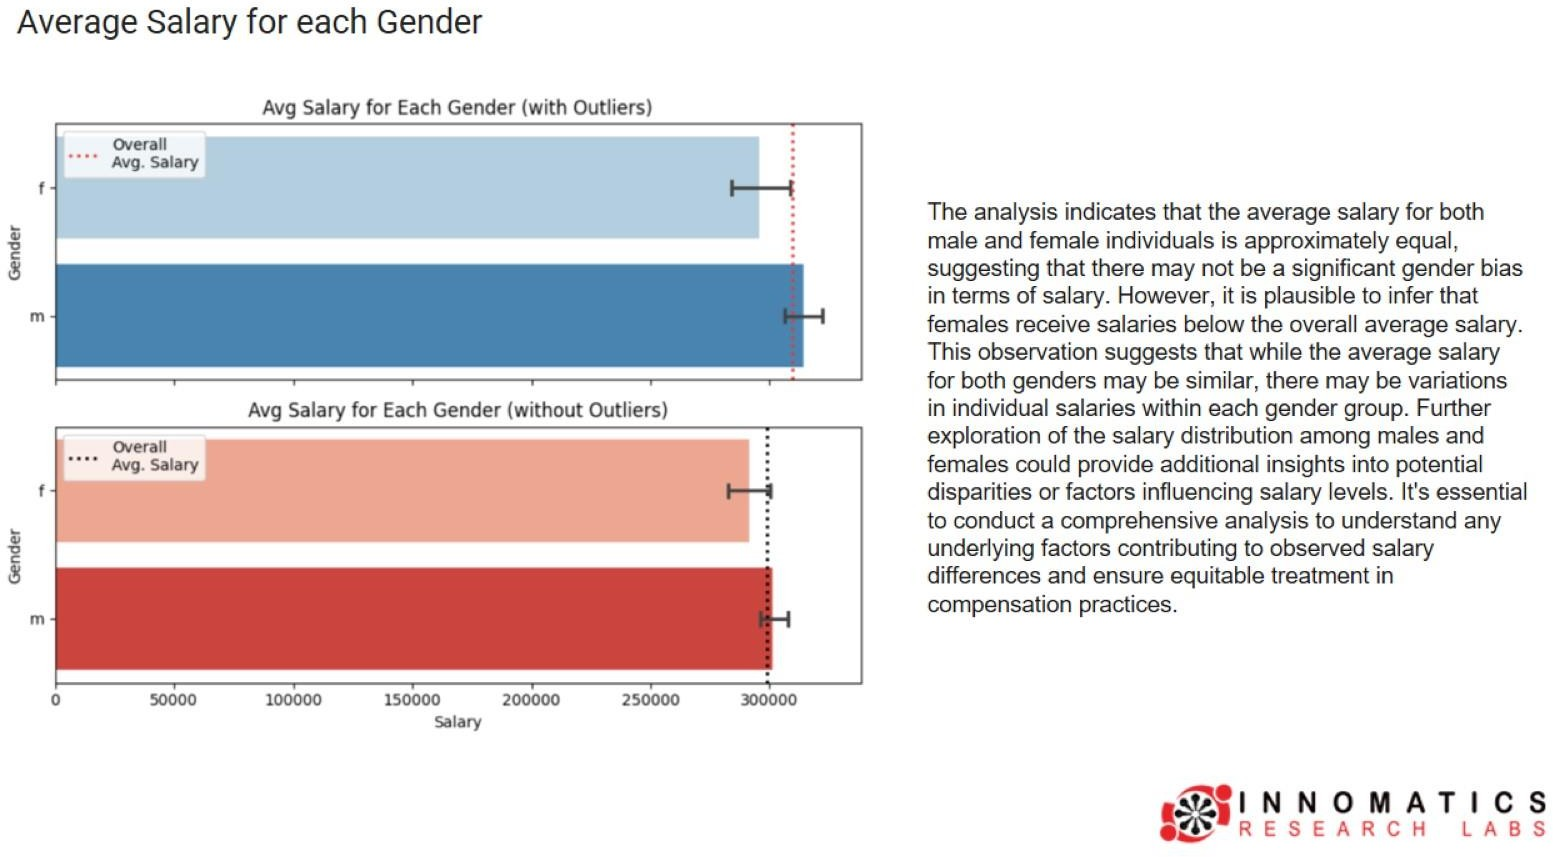 Average Salary for each Gender
Avg Salary for Each Gender (with Outliers)
Overall
Avg. Salary
f
Gender
m
Avg Salary for Each Gender (without Outliers)
Overall
Avg. Salary
f
Gender
m
0 50000 100000 150000 200000 250000 300000
Salary
The analysis indicates that the average salary for both
male and female individuals is approximately equal,
suggesting that there may not be a significant gender bias
in terms of salary. However, it is plausible to infer that
females receive salaries below the overall average salary.
This observation suggests that while the average salary
for both genders may be similar, there may be variations
in individual salaries within each gender group. Further
exploration of the salary distribution among males and
females could provide additional insights into potential
disparities or factors influencing salary levels. It's essential
to conduct a comprehensive analysis to understand any
underlying factors contributing to observed salary
differences and ensure equitable treatment in
compensation practices.
INNOMATICS
RESEARCH LABS